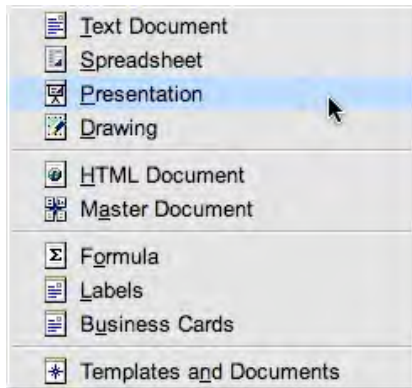 Text Document
Spreadsheet
Presentation
Drawing
HTML Document
Master Document
Formula
Labels
Business Cards
Templates and Documents